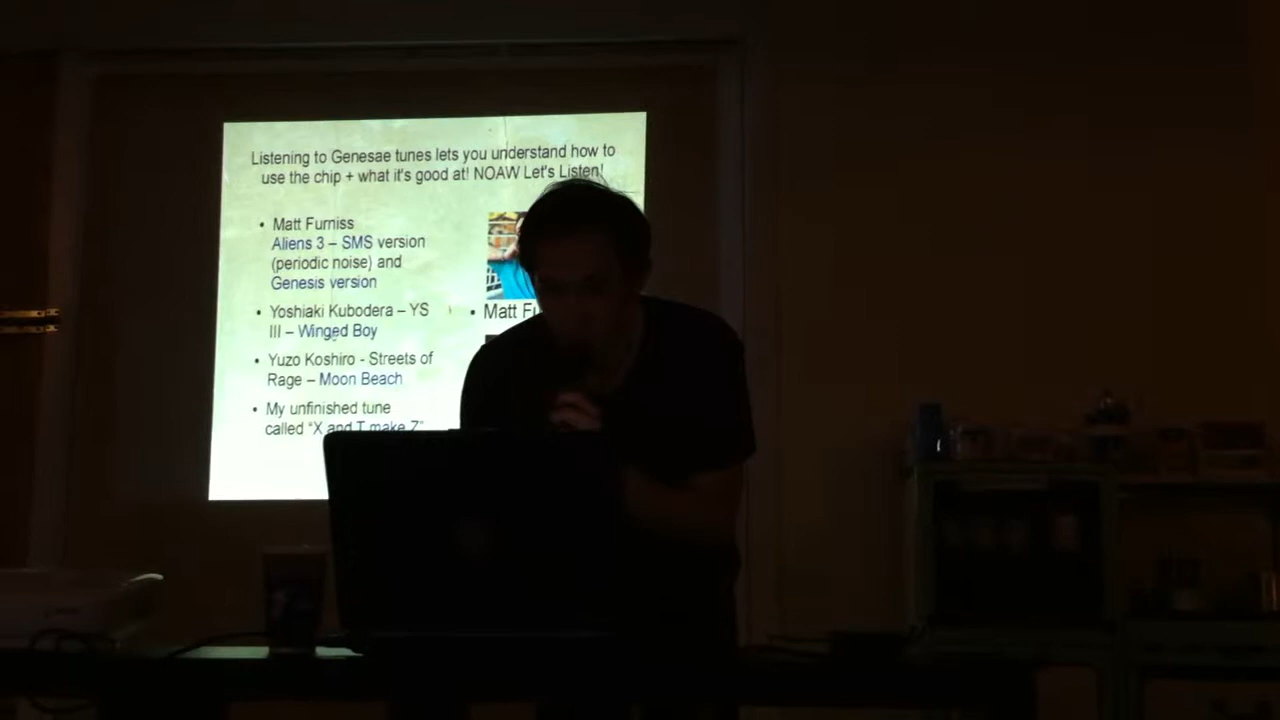 Listening to Genesae tunes lets you understand how to
use the chip + what it's good at! NOAW Let's Listen!
• Matt Furniss
Aliens 3 – SMS version
(periodic noise) and
Genesis version
• Yoshiaki Kubodera – YS
III – Winged Boy
• Yuzo Koshiro - Streets of
Rage – Moon Beach
• My unfinished tune
called “X and T make Z”
• Matt Fu